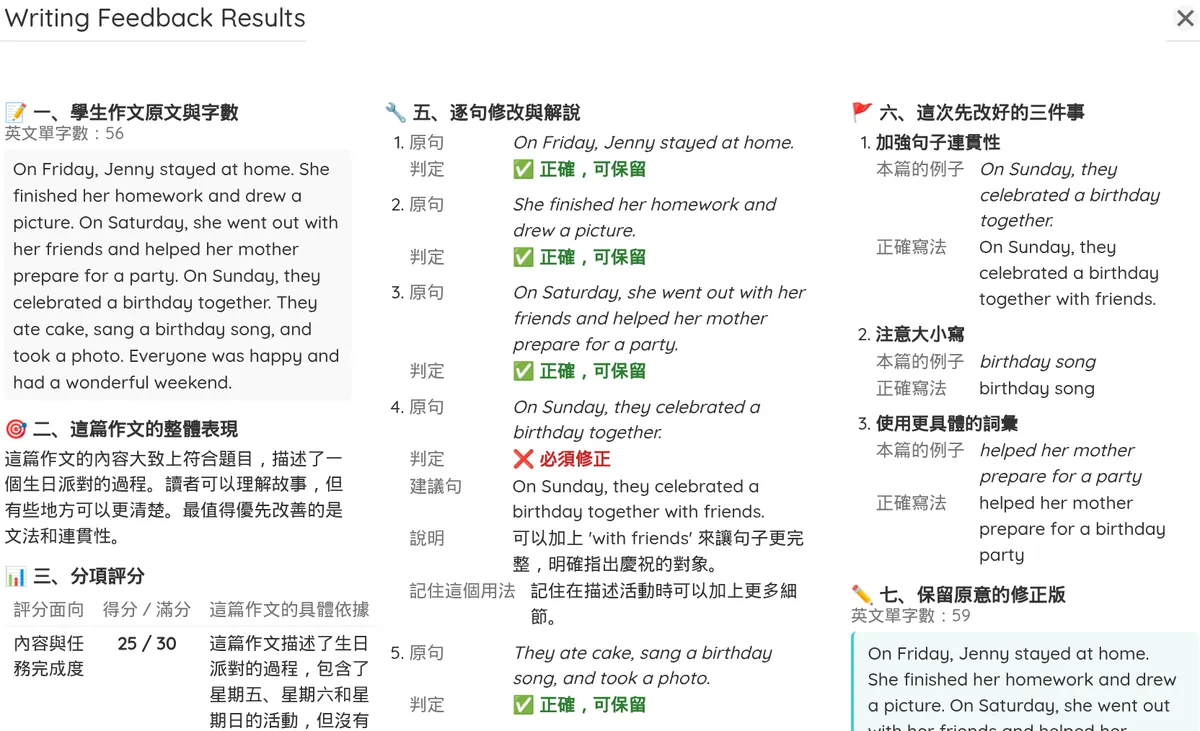 Writing Feedback Results
📝 一、學生作文原文與字數
英文單字數：56
On Friday, Jenny stayed at home. She
finished her homework and drew a
picture. On Saturday, she went out with
her friends and helped her mother
prepare for a party. On Sunday, they
celebrated a birthday together. They
ate cake, sang a birthday song, and
took a photo. Everyone was happy and
had a wonderful weekend.
🎯 二、這篇作文的整體表現
這篇作文的內容大致上符合題目，描述了一
個生日派對的過程。讀者可以理解故事，但
有些地方可以更清楚。最值得優先改善的是
文法和連貫性。
📊 三、分項評分
評分面向 得分 / 滿分 這篇作文的具體依據
內容與任
務完成度
25 / 30
這篇作文描述了生日
派對的過程，包含了
星期五、星期六和星
期日的活動，但沒有
🔧 五、逐句修改與解說
1. 原句 On Friday, Jenny stayed at home.
判定 ✅ 正確，可保留
2. 原句 She finished her homework and
drew a picture.
判定 ✅ 正確，可保留
3. 原句 On Saturday, she went out with her
friends and helped her mother
prepare for a party.
判定 ✅ 正確，可保留
4. 原句 On Sunday, they celebrated a
birthday together.
判定 ❌ 必須修正
建議句 On Sunday, they celebrated a
birthday together with friends.
說明 可以加上 'with friends' 來讓句子更完
整，明確指出慶祝的對象。
記住這個用法 記住在描述活動時可以加上更多細
節。
5. 原句 They ate cake, sang a birthday
song, and took a photo.
判定 ✅ 正確，可保留
🚩 六、這次先改好的三件事
1. 加強句子連貫性
本篇的例子 On Sunday, they
celebrated a birthday
together.
正確寫法 On Sunday, they
celebrated a birthday
together with friends.
2. 注意大小寫
本篇的例子 birthday song
正確寫法 birthday song
3. 使用更具體的詞彙
本篇的例子 helped her mother
prepare for a party
正確寫法 helped her mother
prepare for a birthday
party
✏️ 七、保留原意的修正版
英文單字數：59
On Friday, Jenny stayed at home.
She finished her homework and drew
a picture. On Saturday, she went out
with her friends and helped her